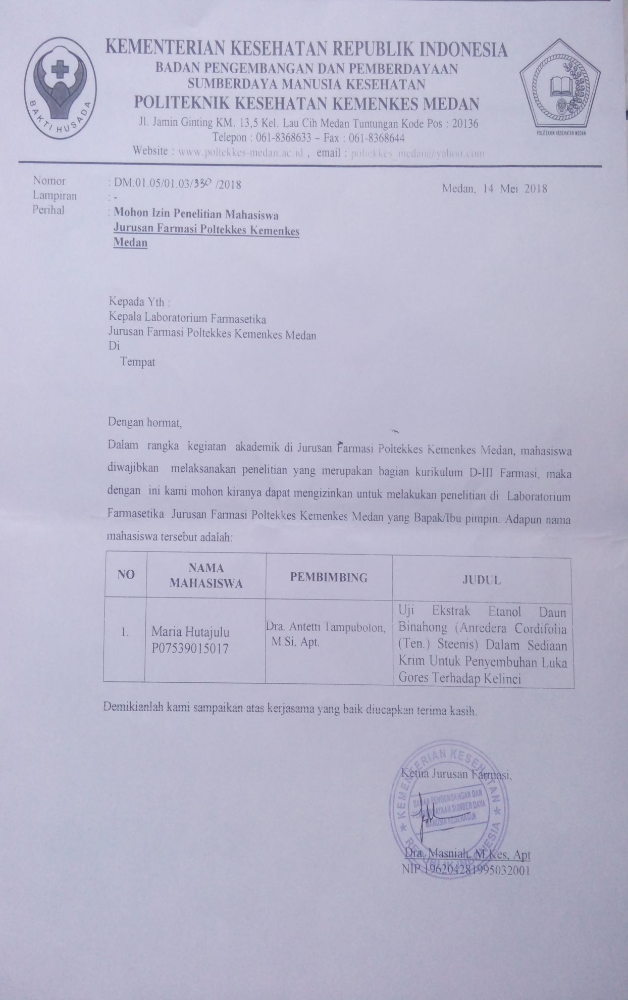 KEMENTERIAN KESEHATAN REPUBLIK INDONESIA
BADAN PENGEMBANGAN DAN PEMBERDAYAAN
SUMBERDAYA MANUSIA KESEHATAN
POLITEKNIK KESEHATAN KEMENKES MEDAN
Jl. Jamin Ginting KM. 13,5 Kel. Lau Cih Medan Tuntungan Kode Pos : 20136
Telepon : 061-8368633 – Fax : 061-8368644
Website : www.poltekkes-medan.ac.id , email : poltekkes_medan@yahoo.com
BAKTI HUSADA
POLITEKNIK KESEHATAN MEDAN
Nomor : DM.01.05/01.03/330 /2018
Medan, 14 Mei 2018
Lampiran : -
Perihal : Mohon Izin Penelitian Mahasiswa
Jurusan Farmasi Poltekkes Kemenkes
Medan
Kepada Yth :
Kepala Laboratorium Farmasetika
Jurusan Farmasi Poltekkes Kemenkes Medan
Di
Tempat
Dengan hormat,
Dalam rangka kegiatan akademik di Jurusan Farmasi Poltekkes Kemenkes Medan, mahasiswa
diwajibkan melaksanakan penelitian yang merupakan bagian kurikulum D-III Farmasi, maka
dengan ini kami mohon kiranya dapat mengizinkan untuk melakukan penelitian di Laboratorium
Farmasetika Jurusan Farmasi Poltekkes Kemenkes Medan yang Bapak/Ibu pimpin. Adapun nama
mahasiswa tersebut adalah:
NO
NAMA
MAHASISWA
PEMBIMBING
JUDUL
1.
Maria Hutajulu
P07539015017
Dra. Antetti Tampubolon,
M.Si, Apt.
Uji Ekstrak Etanol Daun
Binahong (Anredera Cordifolia
(Ten.) Steenis) Dalam Sediaan
Krim Untuk Penyembuhan Luka
Gores Terhadap Kelinci
Demikianlah kami sampaikan atas kerjasama yang baik diucapkan terima kasih.
Ketua Jurusan Farmasi,
KEMENTERIAN KESEHATAN
BADAN PENGEMBANGAN DAN
PEMBERDAYAAN SUMBER DAYA
MANUSIA KESEHATAN
REPUBLIK INDONESIA
Dra. Masniah, M.Kes, Apt
NIP.196204281995032001